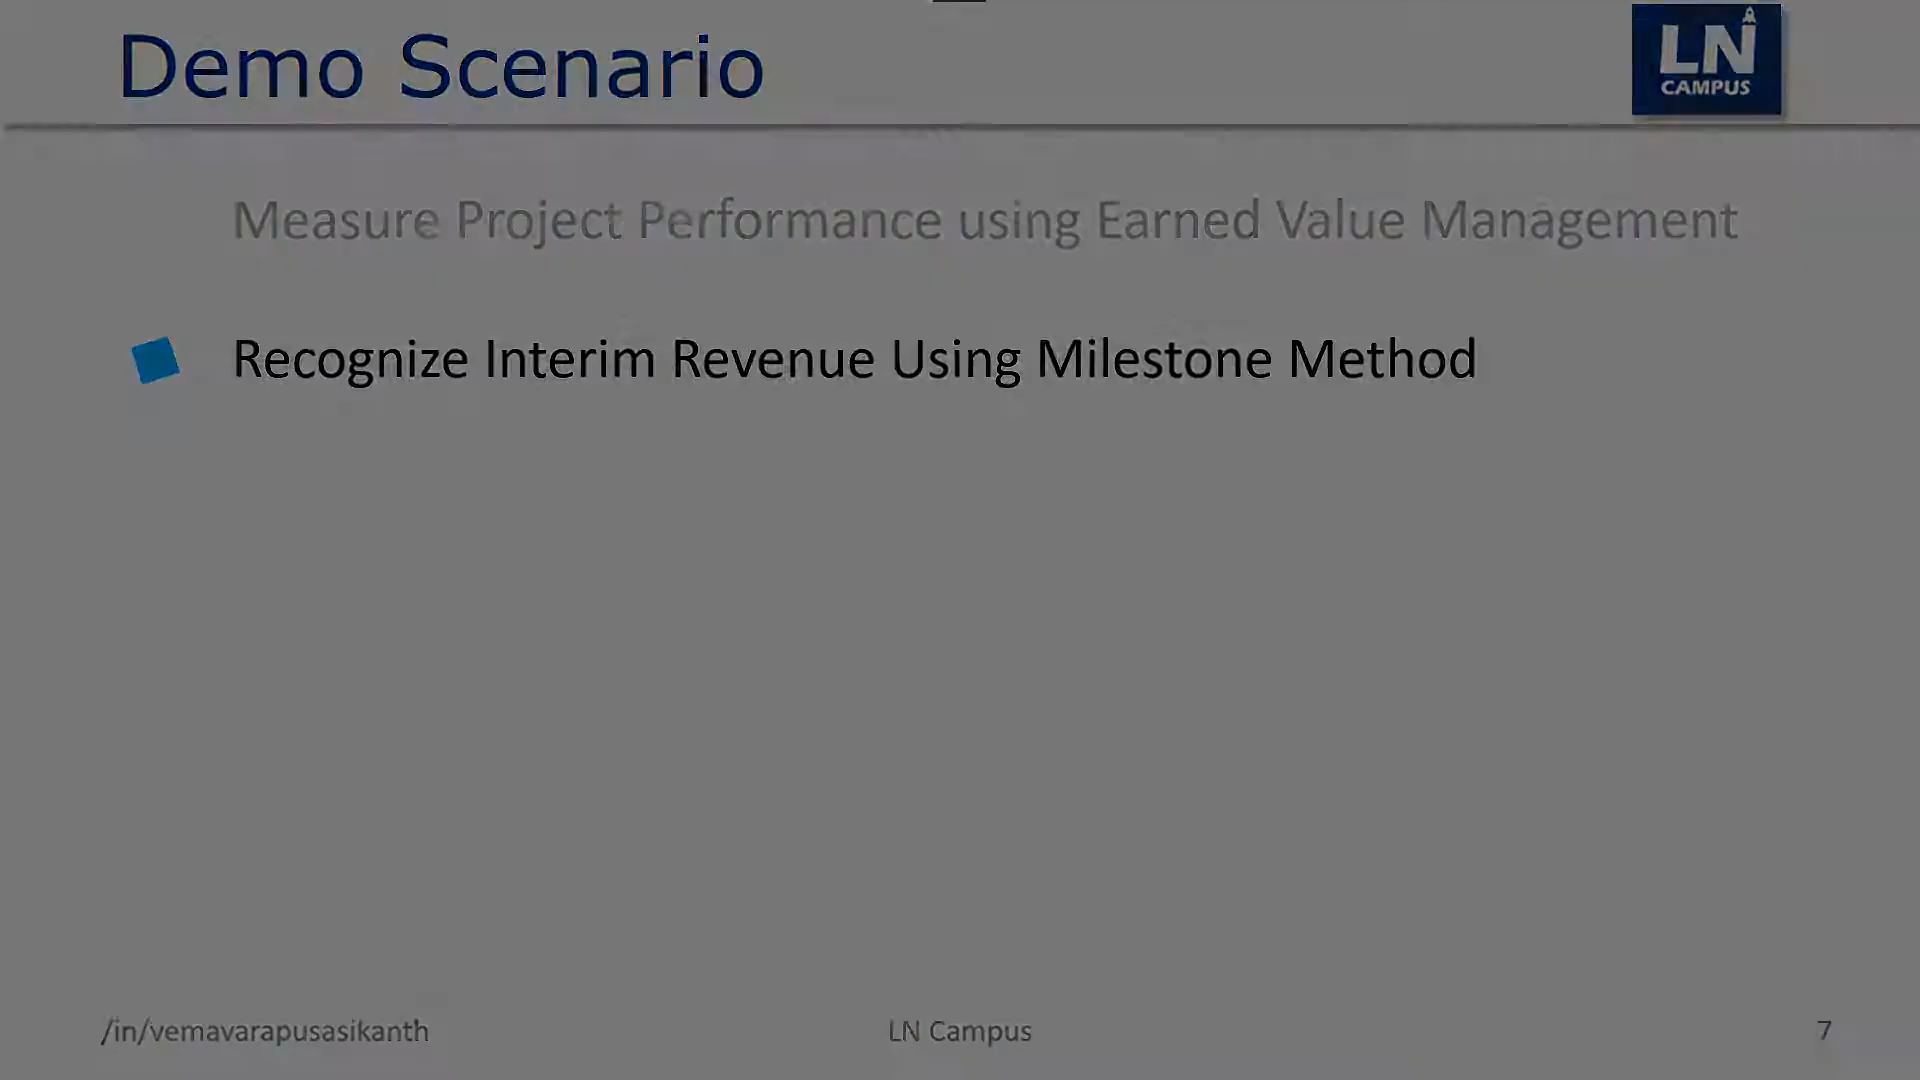 Demo Scenario
LN
CAMPUS
Measure Project Performance using Earned Value Management
Recognize Interim Revenue Using Milestone Method
/in/vemavarapusasikanth
LN Campus
7